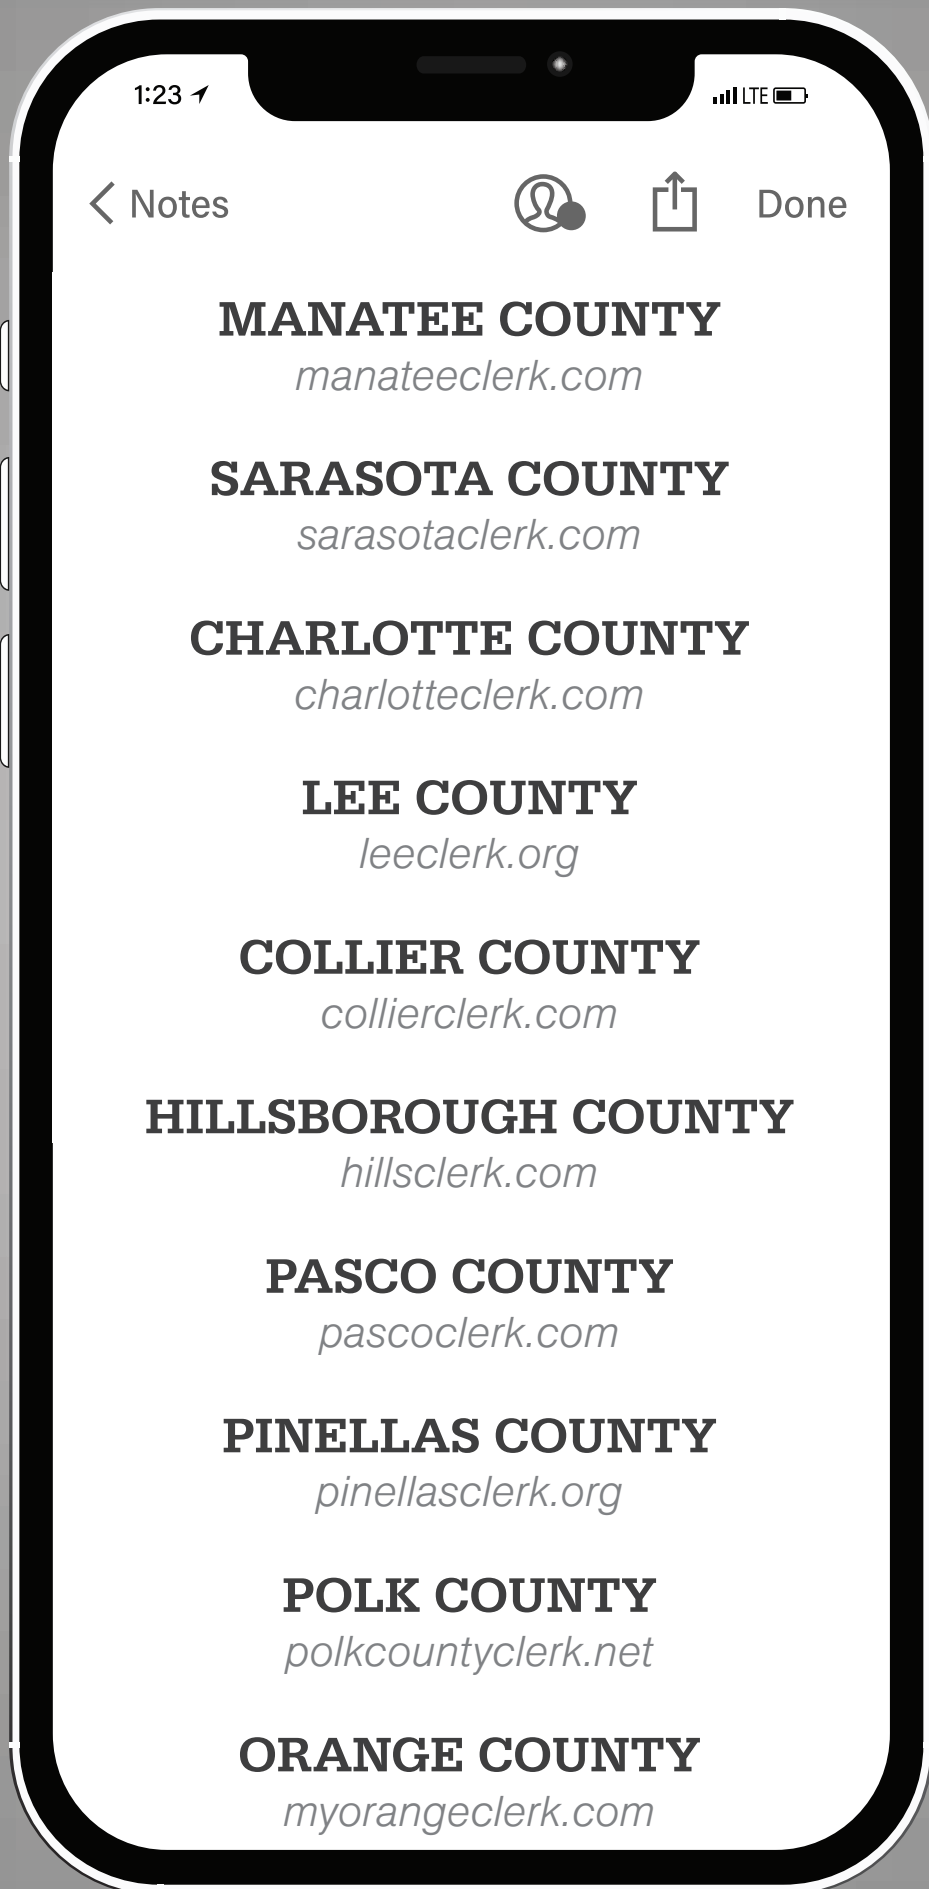 1:23 LTE
Notes Done
MANATEE COUNTY
manateeclerk.com
SARASOTA COUNTY
sarasotaclerk.com
CHARLOTTE COUNTY
charlotteclerk.com
LEE COUNTY
leeclerk.org
COLLIER COUNTY
collierclerk.com
HILLSBOROUGH COUNTY
hillsclerk.com
PASCO COUNTY
pascoclerk.com
PINELLAS COUNTY
pinellasclerk.org
POLK COUNTY
polkcountyclerk.net
ORANGE COUNTY
myorangeclerk.com